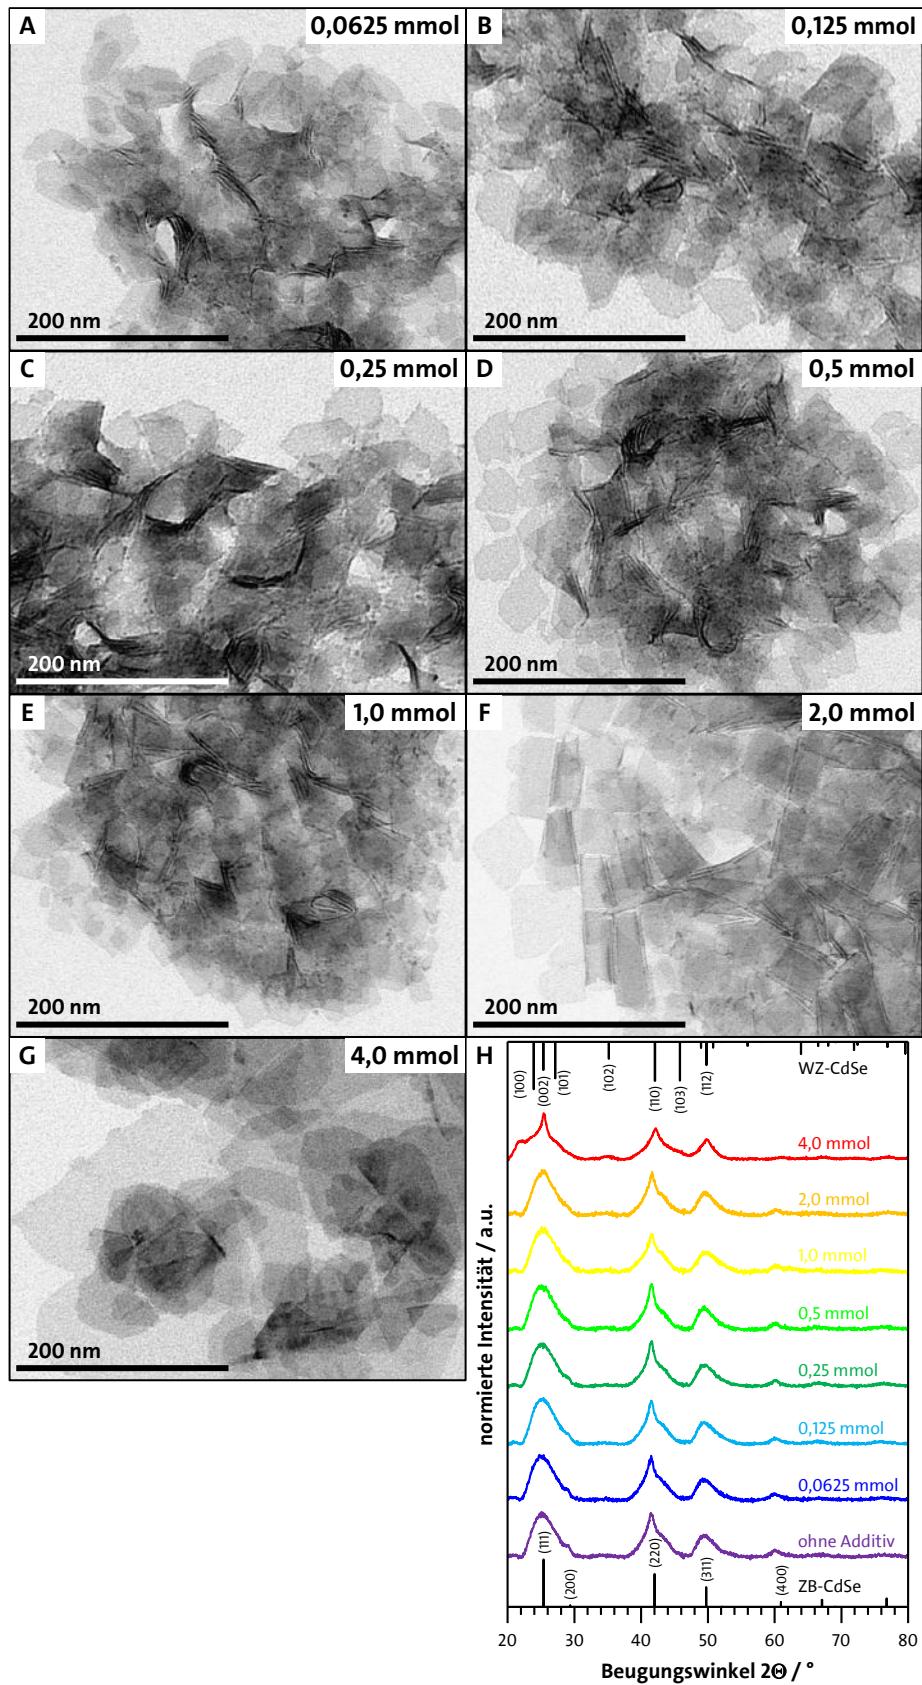 A
0,0625 mmol
200 nm
B
0,125 mmol
200 nm
C
0,25 mmol
200 nm
D
0,5 mmol
200 nm
E
1,0 mmol
200 nm
F
2,0 mmol
200 nm
G
4,0 mmol
200 nm
H
WZ-CdSe
(100)
(002)
(101)
(102)
(110)
(103)
(112)
4,0 mmol
2,0 mmol
1,0 mmol
0,5 mmol
0,25 mmol
0,125 mmol
0,0625 mmol
ohne Additiv
(111)
(200)
(220)
(311)
(400)
ZB-CdSe
normierte Intensität / a.u.
20 30 40 50 60 70 80
Beugungswinkel 2Θ / °